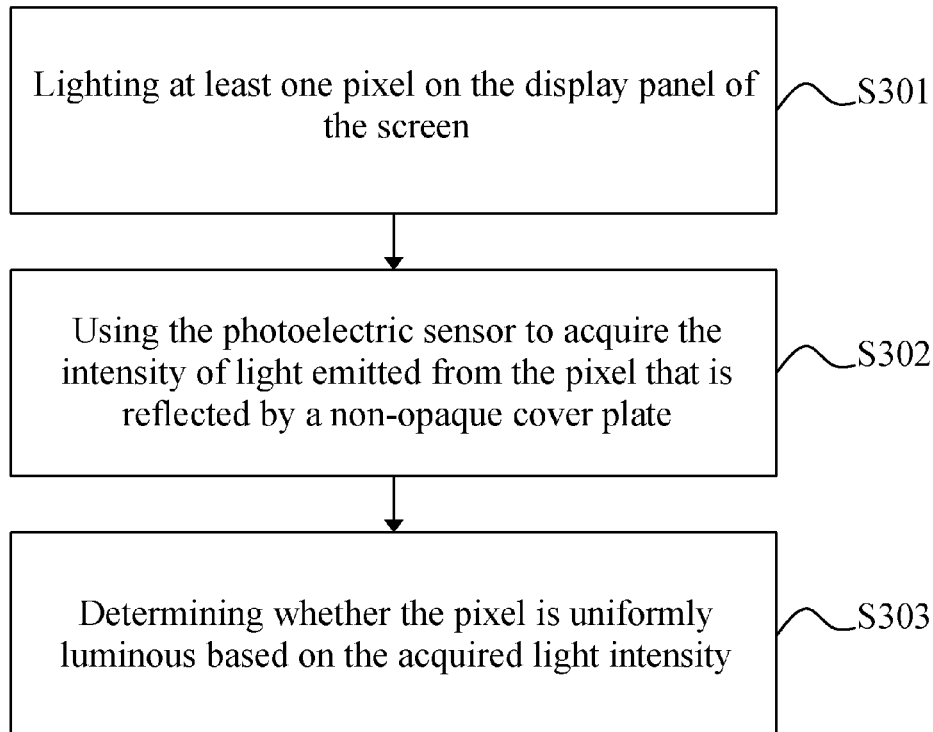 Lighting at least one pixel on the display panel of
the screen
S301
Using the photoelectric sensor to acquire the
intensity of light emitted from the pixel that is
reflected by a non-opaque cover plate
S302
Determining whether the pixel is uniformly
luminous based on the acquired light intensity
S303